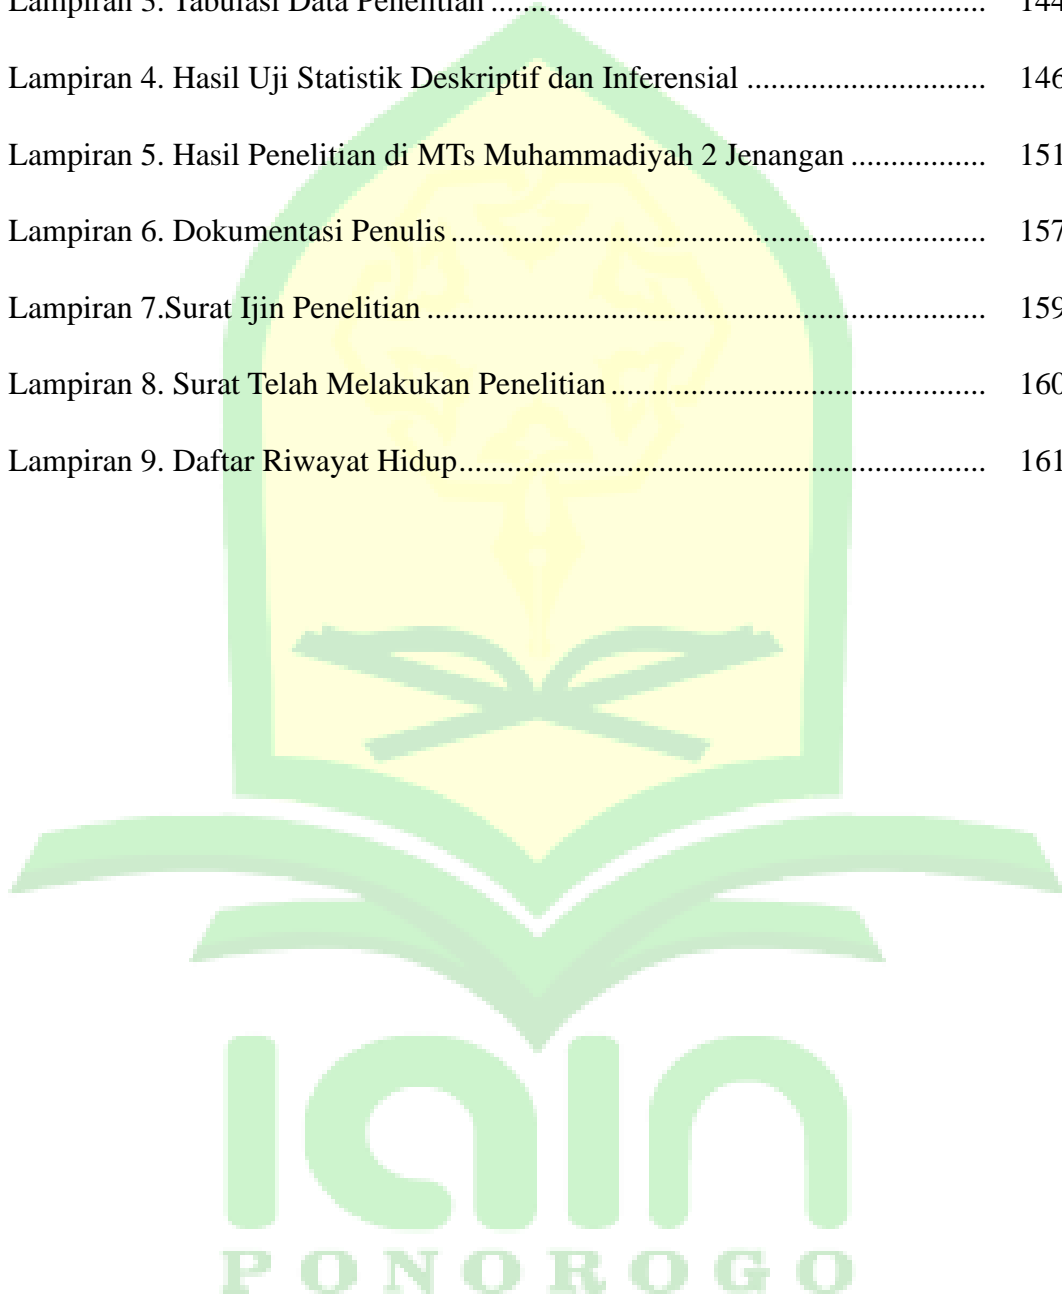 Lampiran 3. Tabulasi Data Penelitian ............................................................... 144
Lampiran 4. Hasil Uji Statistik Deskriptif dan Inferensial ............................. 146
Lampiran 5. Hasil Penelitian di MTs Muhammadiyah 2 Jenangan ................. 151
Lampiran 6. Dokumentasi Penulis ................................................................... 157
Lampiran 7.Surat Ijin Penelitian ...................................................................... 159
Lampiran 8. Surat Telah Melakukan Penelitian ............................................... 160
Lampiran 9. Daftar Riwayat Hidup.................................................................. 161
iain
PONOROGO